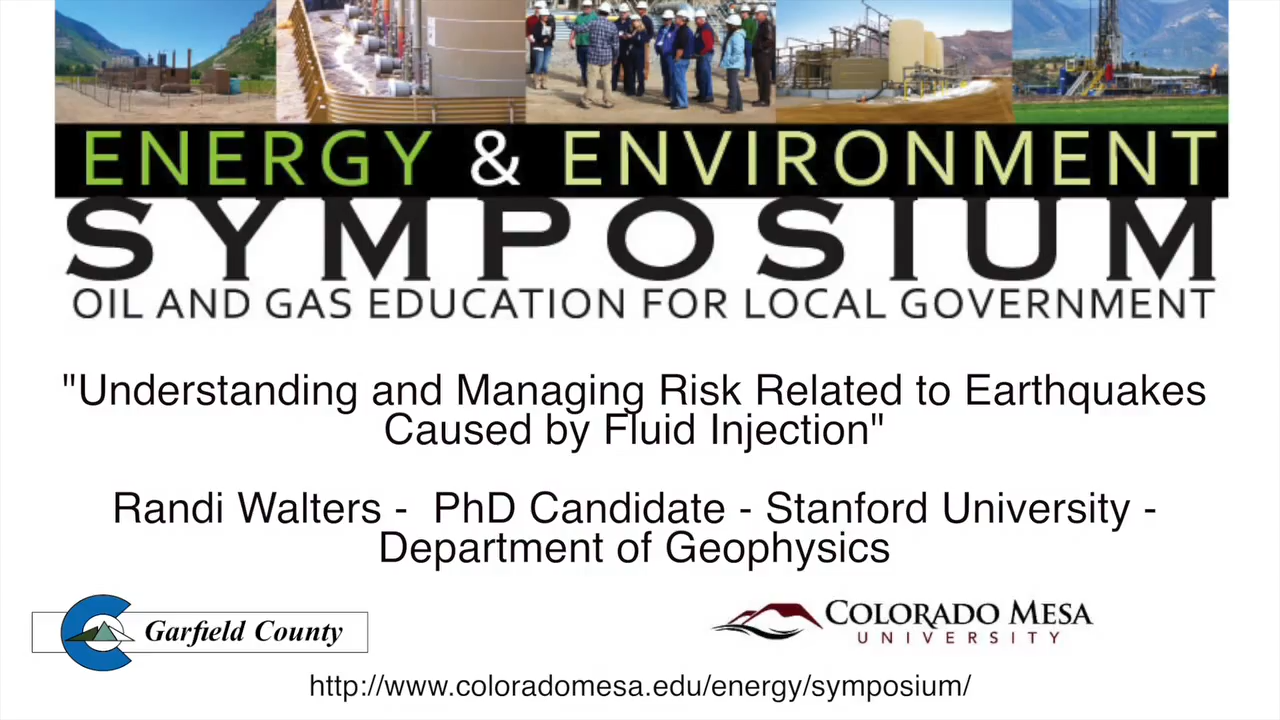 ENERGY & ENVIRONMENT
SYMPOSIUM
OIL AND GAS EDUCATION FOR LOCAL GOVERNMENT
"Understanding and Managing Risk Related to Earthquakes
Caused by Fluid Injection"
Randi Walters -  PhD Candidate - Stanford University -
Department of Geophysics
Garfield County
COLORADO MESA
UNIVERSITY
http://www.coloradomesa.edu/energy/symposium/